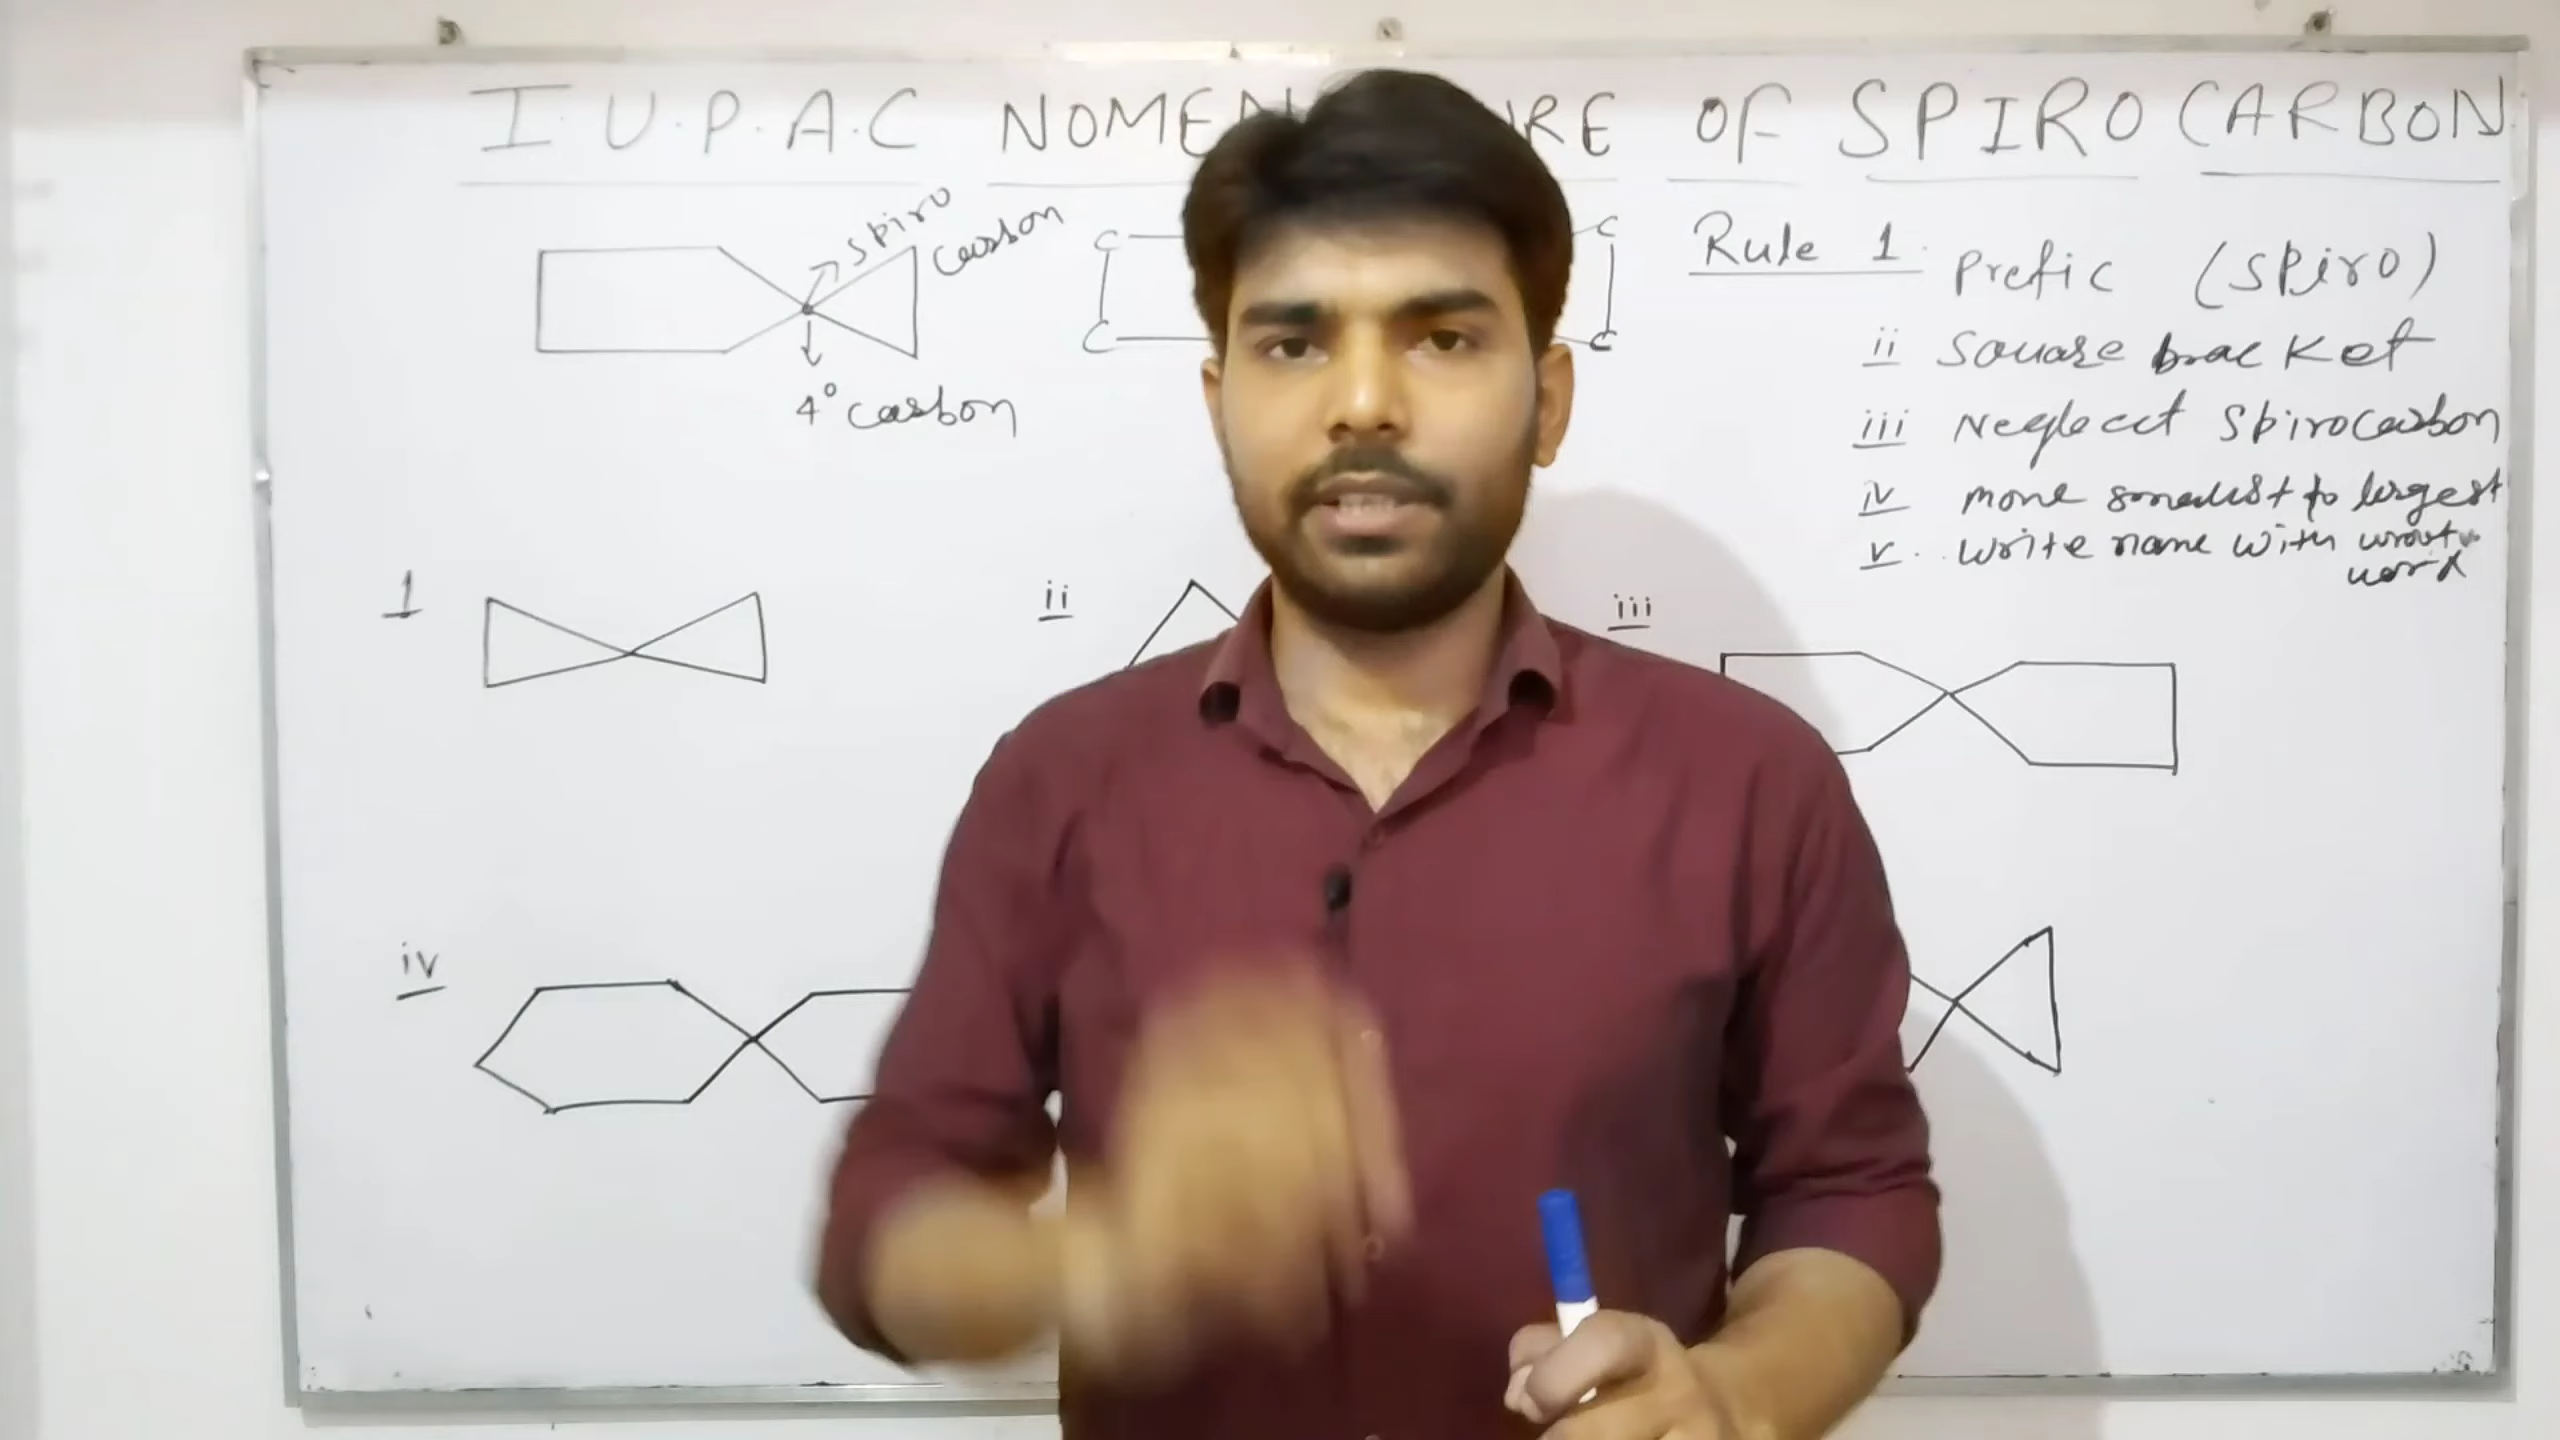 I.U.P.A.C NOMEN RE OF SPIRO CARBON
spiro
carbon
4° carbon
C C
C C
Rule 1. Prefic (Spiro)
ii Square bracket
iii Neglect Spirocarbon
iv move smallest to largest
v. write name with
word
1 ii iii
iv